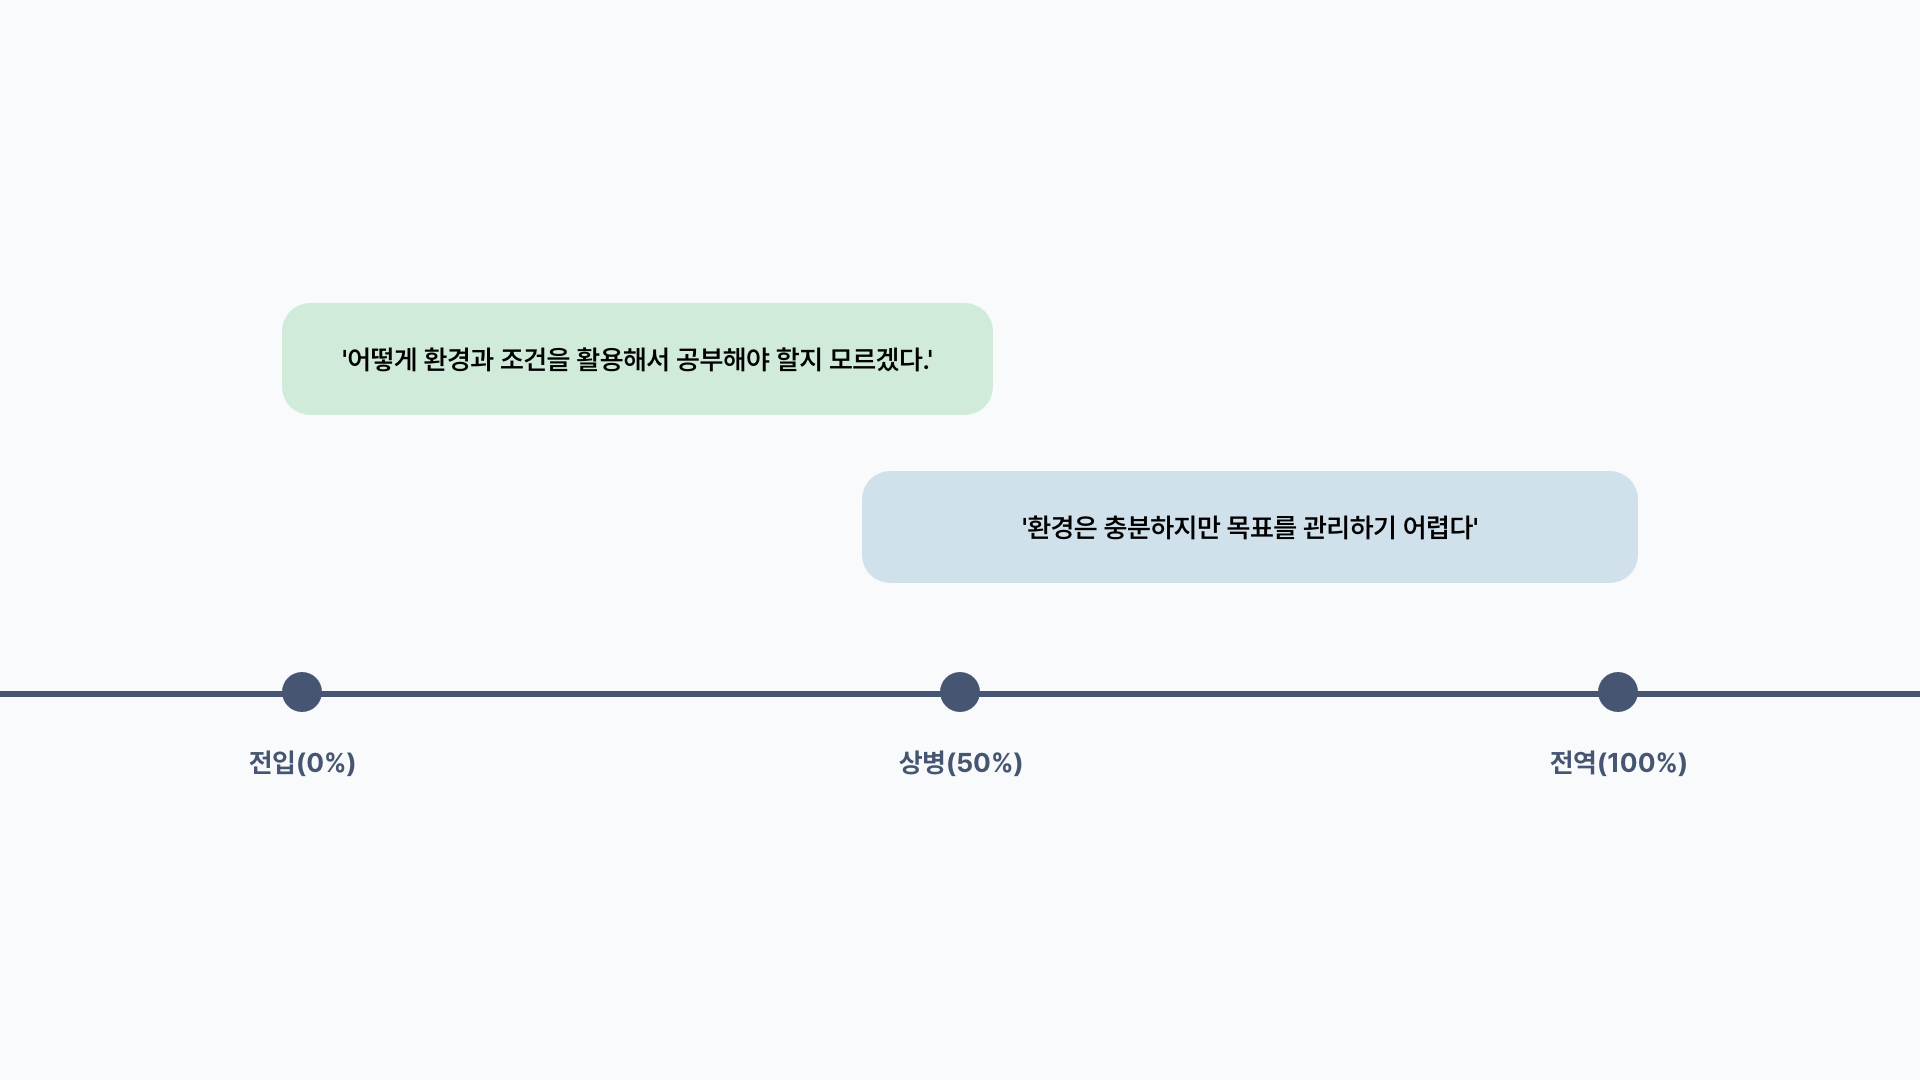 '어떻게 환경과 조건을 활용해서 공부해야 할지 모르겠다.'
'환경은 충분하지만 목표를 관리하기 어렵다'
전입(0%)
상병(50%)
전역(100%)